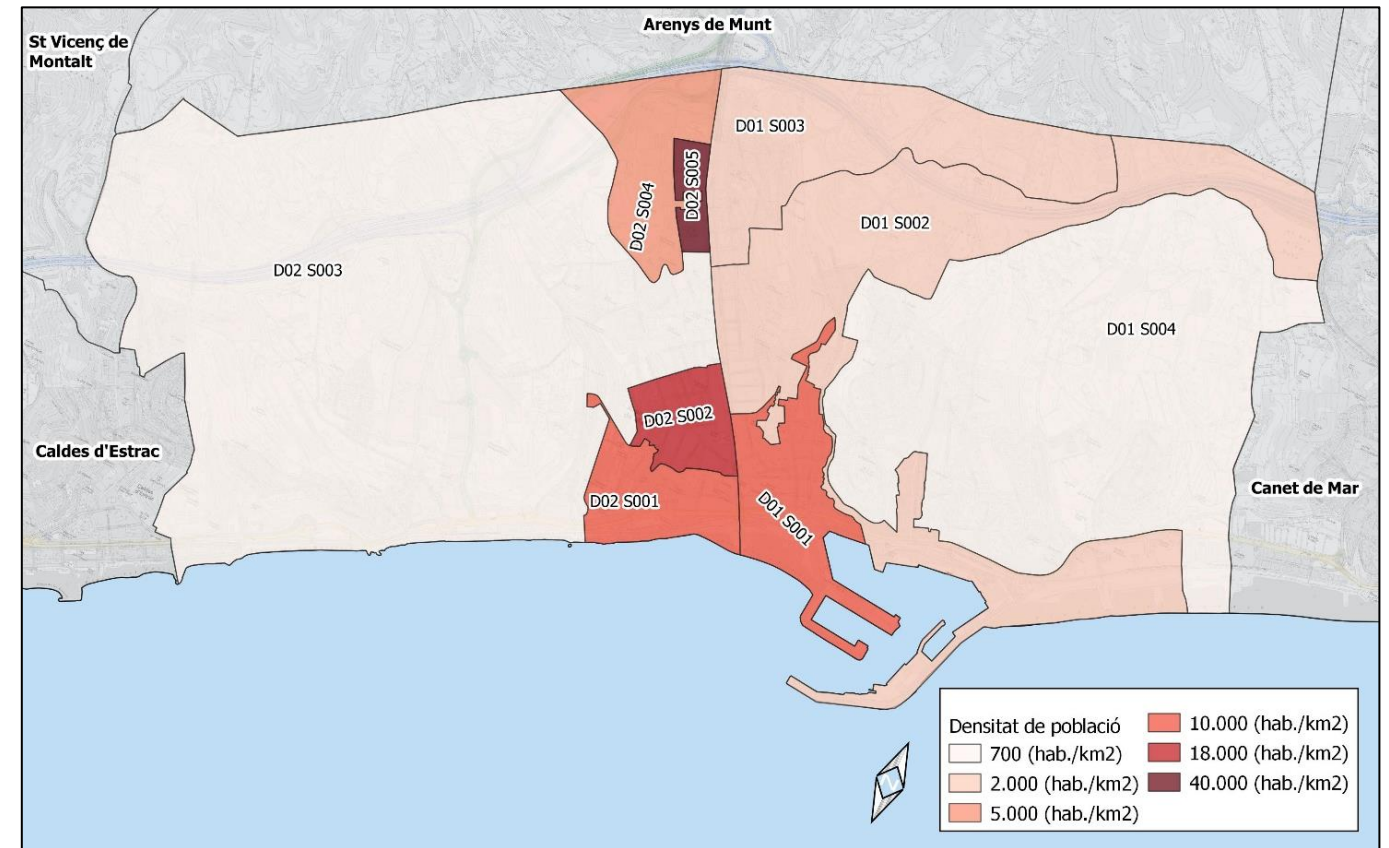 St Vicenç de
Montalt
Arenys de Munt
D01 S003
D02 S005
D02 S004
D01 S002
D02 S003
D01 S004
D02 S002
Caldes d'Estrac
D02 S001
D01 S001
Canet de Mar
Densitat de població
700 (hab./km2)
2.000 (hab./km2)
5.000 (hab./km2)
10.000 (hab./km2)
18.000 (hab./km2)
40.000 (hab./km2)
N